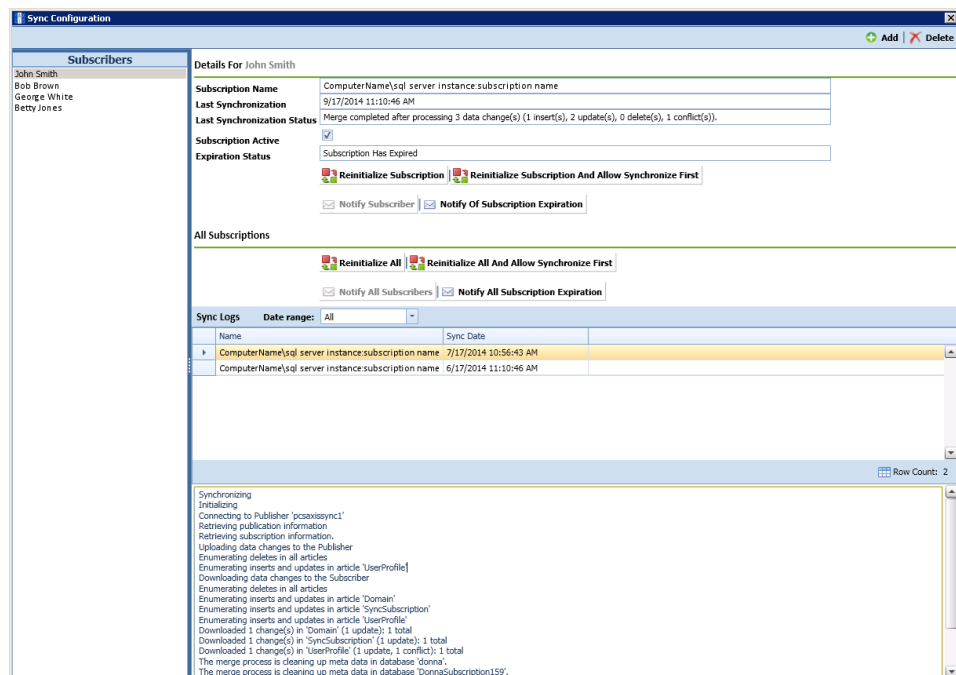 Sync Configuration
Add | Delete
Subscribers
John Smith
Bob Brown
George White
Betty Jones
Details For John Smith
Subscription Name ComputerName\sql server instance:subscription name
Last Synchronization 9/17/2014 11:10:46 AM
Last Synchronization Status Merge completed after processing 3 data change(s) (1 insert(s), 2 update(s), 0 delete(s), 1 conflict(s)).
Subscription Active
Expiration Status Subscription Has Expired
Reinitialize Subscription | Reinitialize Subscription And Allow Synchronize First
Notify Subscriber | Notify Of Subscription Expiration
All Subscriptions
Reinitialize All | Reinitialize All And Allow Synchronize First
Notify All Subscribers | Notify All Subscription Expiration
Sync Logs Date range: All
Name Sync Date
ComputerName\sql server instance:subscription name 7/17/2014 10:56:43 AM
ComputerName\sql server instance:subscription name 6/17/2014 11:10:46 AM
Row Count: 2
Synchronizing
Initializing
Connecting to Publisher 'pcsaxissync1'
Retrieving publication information
Retrieving subscription information.
Uploading data changes to the Publisher
Enumerating deletes in all articles
Enumerating inserts and updates in article 'UserProfile'
Downloading data changes to the Subscriber
Enumerating deletes in all articles
Enumerating inserts and updates in article 'Domain'
Enumerating inserts and updates in article 'SyncSubscription'
Enumerating inserts and updates in article 'UserProfile'
Downloaded 1 change(s) in 'Domain' (1 update): 1 total
Downloaded 1 change(s) in 'SyncSubscription' (1 update): 1 total
Downloaded 1 change(s) in 'UserProfile' (1 update, 1 conflict): 1 total
The merge process is cleaning up meta data in database 'donna'.
The merge process is cleaning up meta data in database 'DonnaSubscription159'.